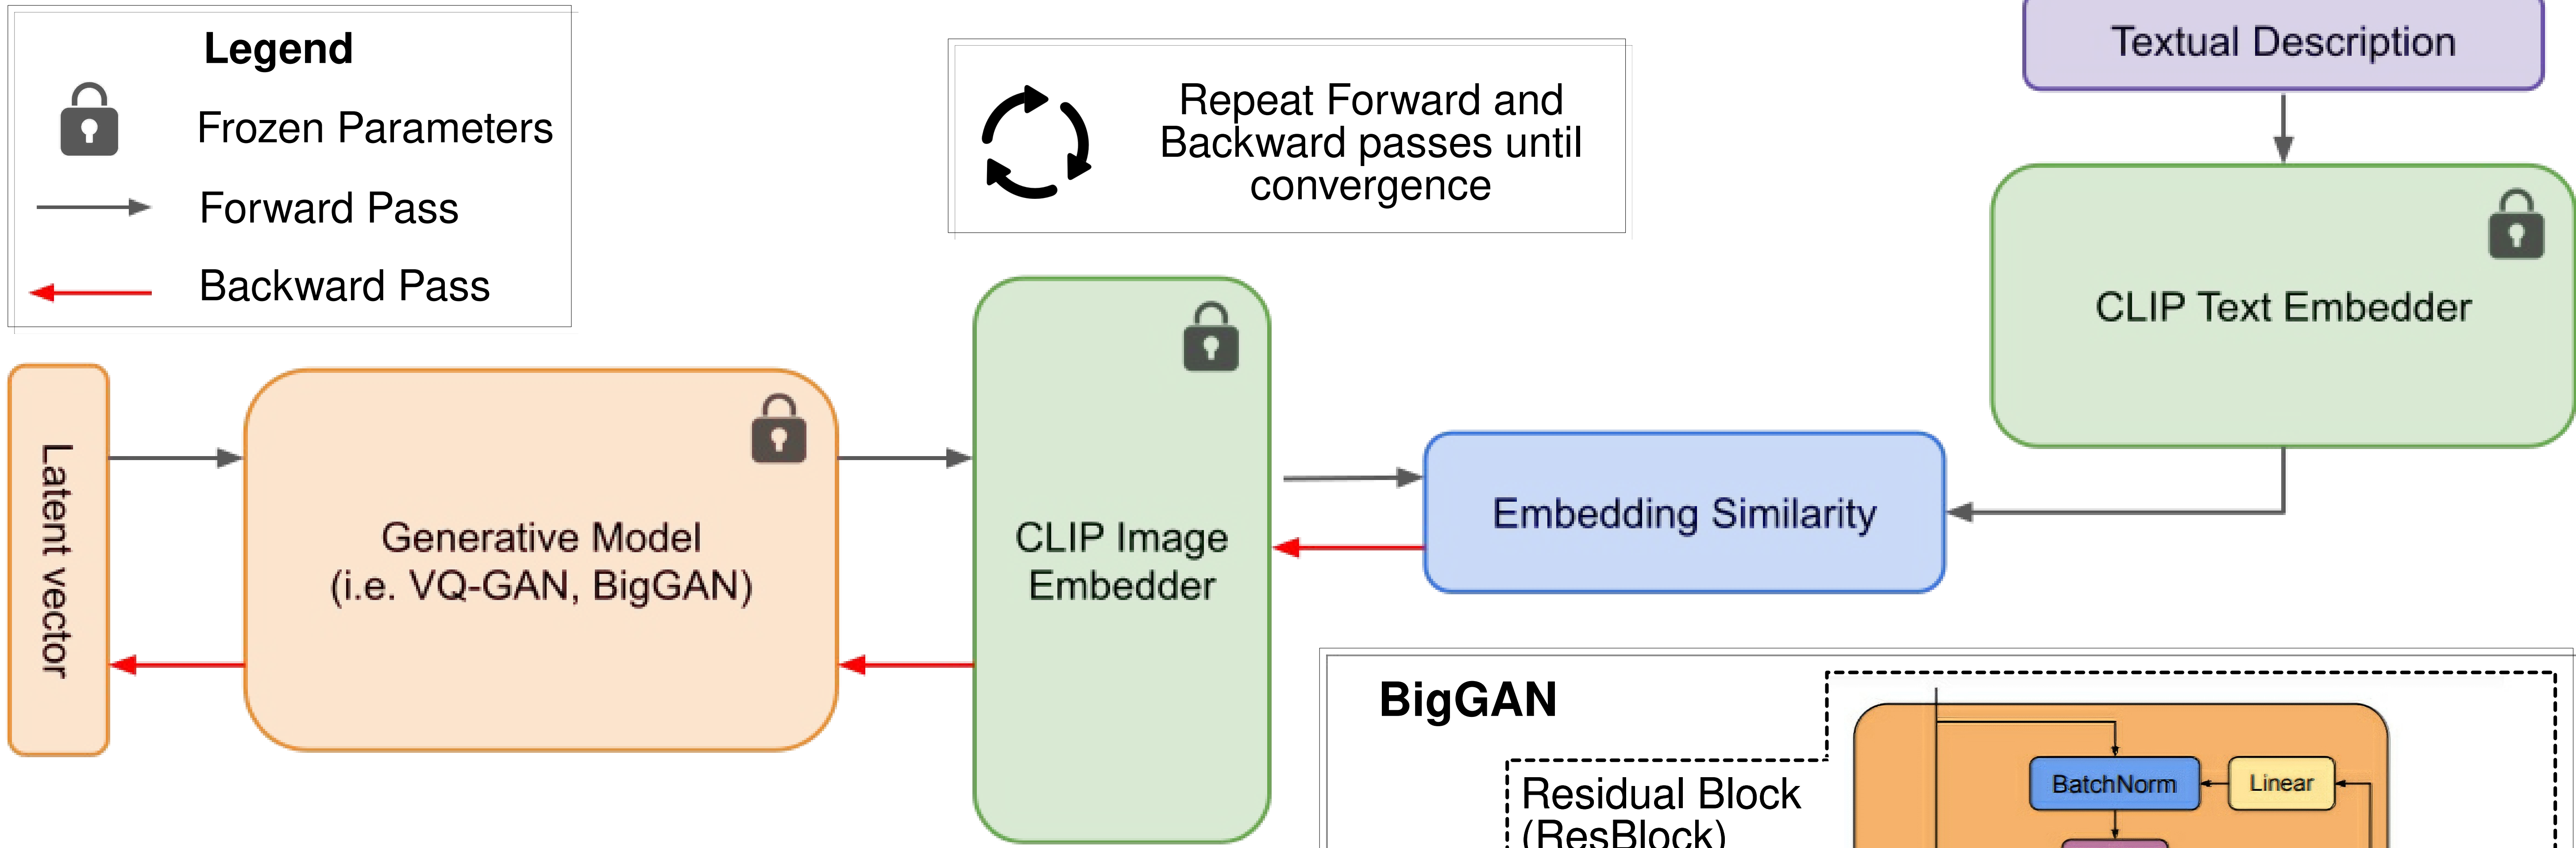 Legend
Frozen Parameters
Forward Pass
Backward Pass
Repeat Forward and
Backward passes until
convergence
Textual Description
CLIP Text Embedder
Latent vector
Generative Model
(i.e. VQ-GAN, BigGAN)
CLIP Image
Embedder
Embedding Similarity
BigGAN
Residual Block
(ResBlock)
BatchNorm
Linear